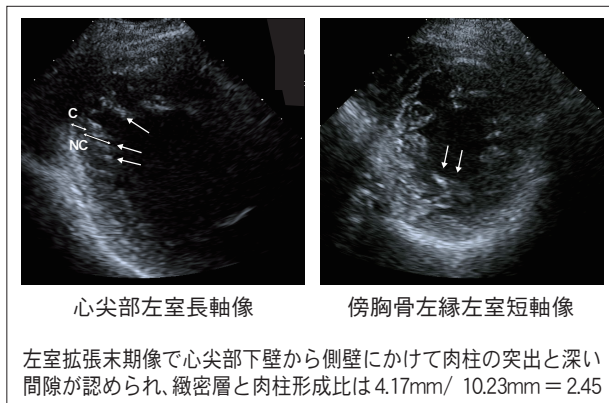 C
NC
心尖部左室長軸像
傍胸骨左縁左室短軸像
左室拡張末期像で心尖部下壁から側壁にかけて肉柱の突出と深い
間隙が認められ、緻密層と肉柱形成比は4.17mm/ 10.23mm＝2.45